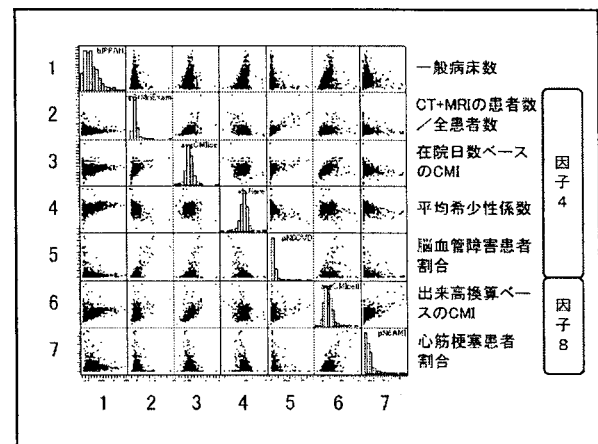 1
一般病床数
2
CT+MRIの患者数
／全患者数
3
在院日数ベース
のCMI
4
平均希少性係数
5
脳血管障害患者
割合
6
出来高換算ベー
スのCMI
7
心筋梗塞患者
割合
因子4
因子8
1 2 3 4 5 6 7